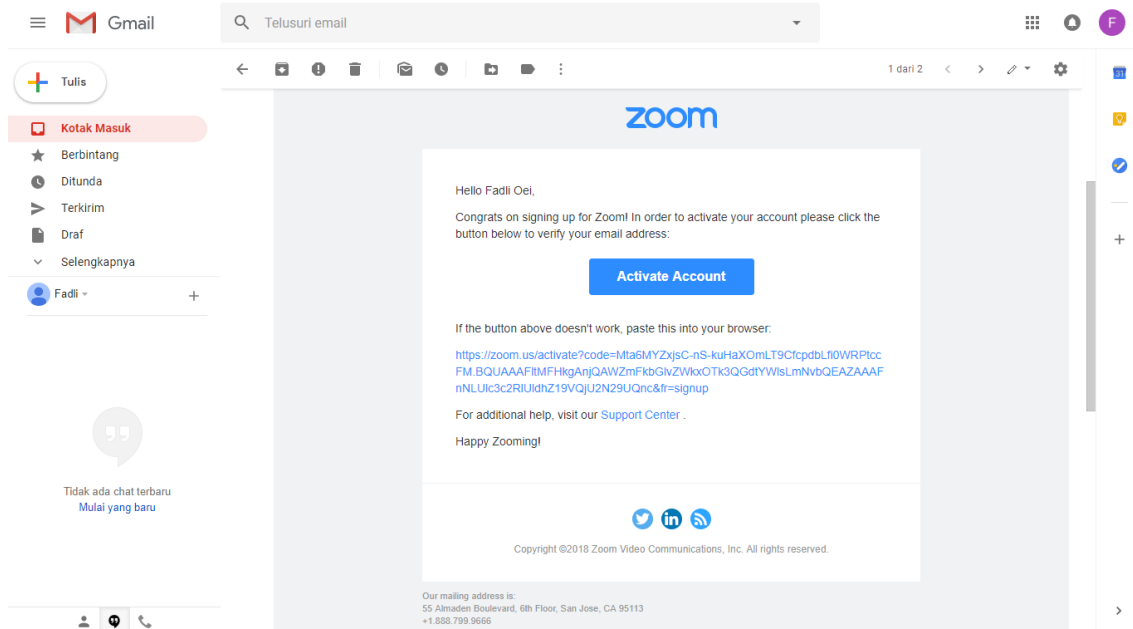 Gmail
Telusuri email
F
Tulis
1 dari 2
31
Kotak Masuk
Berbintang
Ditunda
Terkirim
Draf
Selengkapnya
Fadli
Tidak ada chat terbaru
Mulai yang baru
zoom
Hello Fadli Oei,
Congrats on signing up for Zoom! In order to activate your account please click the
button below to verify your email address:
Activate Account
If the button above doesn't work, paste this into your browser:
https://zoom.us/activate?code=Mta6MYZxjsC-nS-kuHaXOmLT9CfcpdbLfi0WRPtcc
FM.BQUAAAFltMFHkgAnjQAWZmFkbGlvZWkxOTk3QGdtYWlsLmNvbQEAZAAAF
nNLUlc3c2RlUldhZ19VQjU2N29UQnc&fr=signup
For additional help, visit our Support Center .
Happy Zooming!
in
Copyright ©2018 Zoom Video Communications, Inc. All rights reserved.
Our mailing address is:
55 Almaden Boulevard, 6th Floor, San Jose, CA 95113
+1.888.799.9666